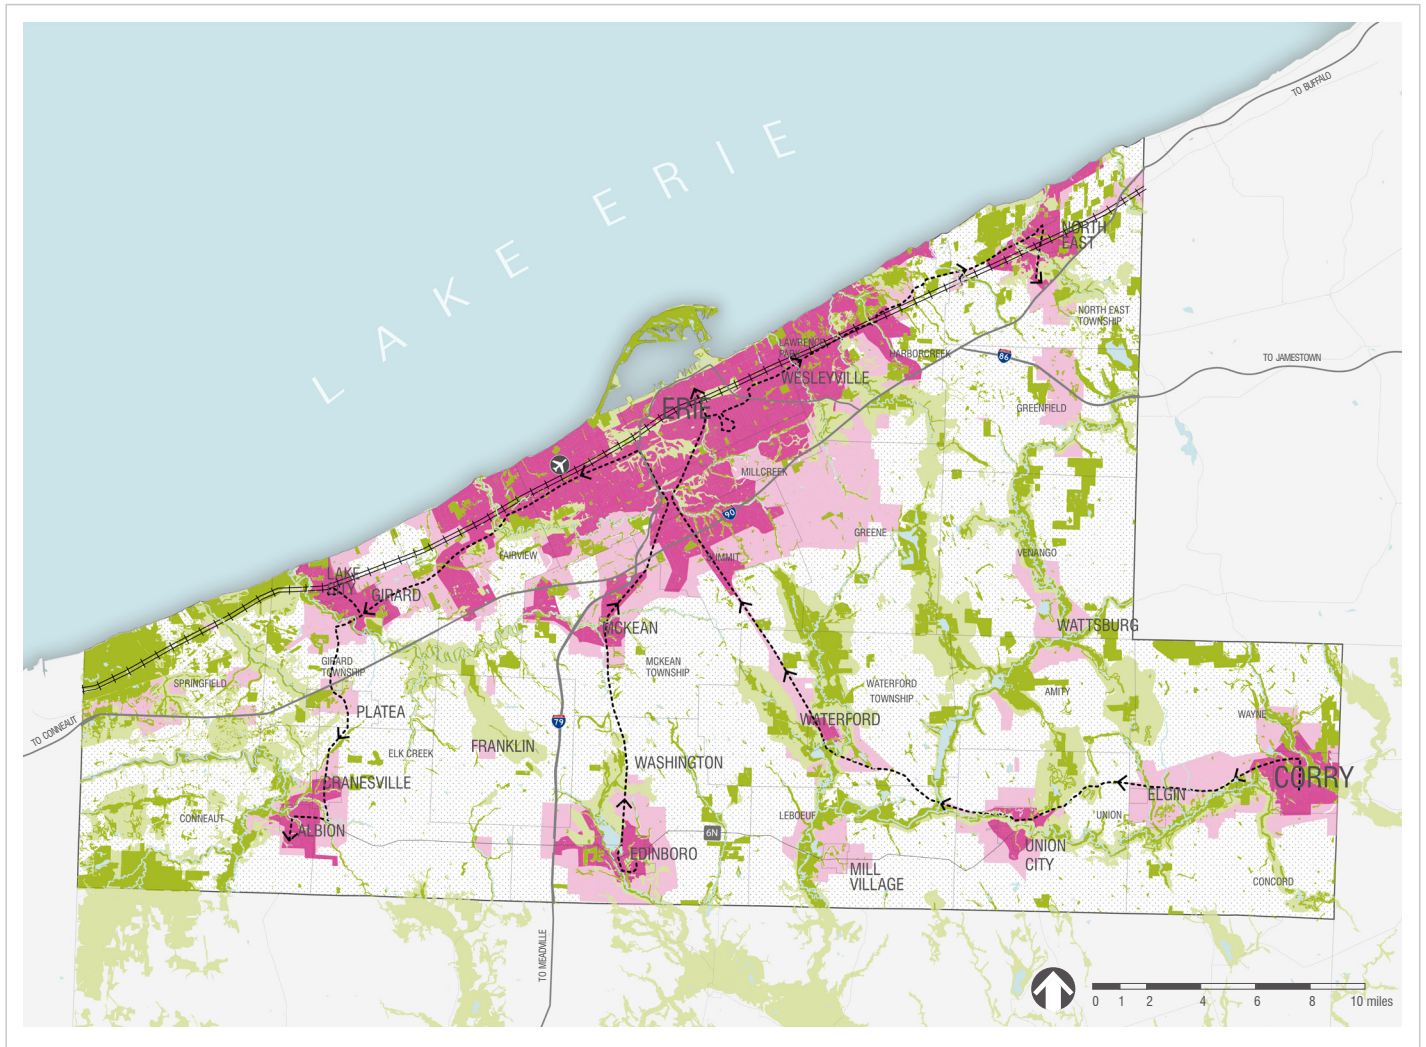 TO BUFFALO
LAKE ERIE
NORTH
EAST
NORTH EAST
TOWNSHIP
LAWRENCE
PARK
HARBORCREEK
86
TO JAMESTOWN
WESLEYVILLE
ERIE
GREENFIELD
MILLCREEK
90
GREENE
SUMMIT
VENANGO
FAIRVIEW
LAKE
CITY
GIRARD
MCKEAN
WATTSBURG
GIRARD
TOWNSHIP
MCKEAN
TOWNSHIP
SPRINGFIELD
WATERFORD
TOWNSHIP
AMITY
PLATEA
WATERFORD
WAYNE
TO CONNEAUT
79
FRANKLIN
ELK CREEK
WASHINGTON
CRANESVILLE
CORRY
ELGIN
CONNEAUT
ALBION
LEBOEUF
UNION
6N
EDINBORO
UNION
CITY
MILL
VILLAGE
CONCORD
TO MEADVILLE
0 1 2 4 6 8 10 miles